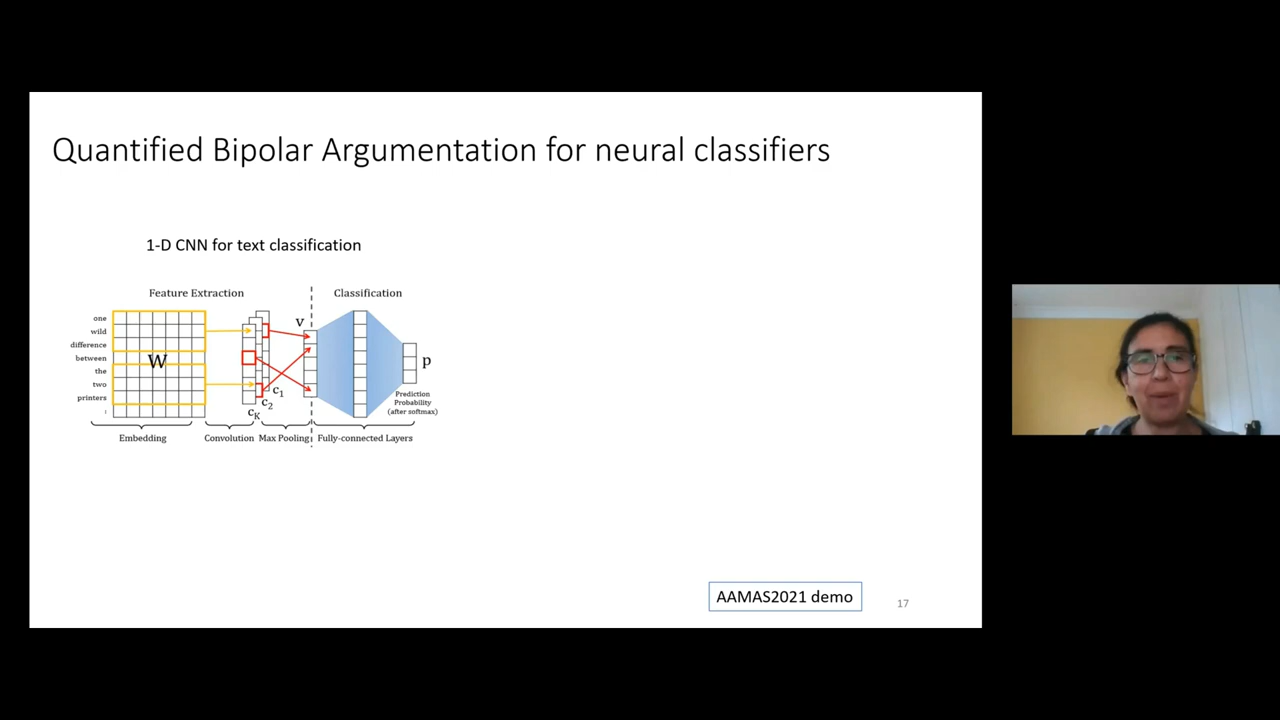 Quantified Bipolar Argumentation for neural classifiers
1-D CNN for text classification
Feature Extraction
Classification
one
wild
difference
between
the
two
printers
:
W
v
c1
c2
cK
p
Prediction
Probability
(after softmax)
Embedding
Convolution
Max Pooling
Fully-connected Layers
AAMAS2021 demo
17